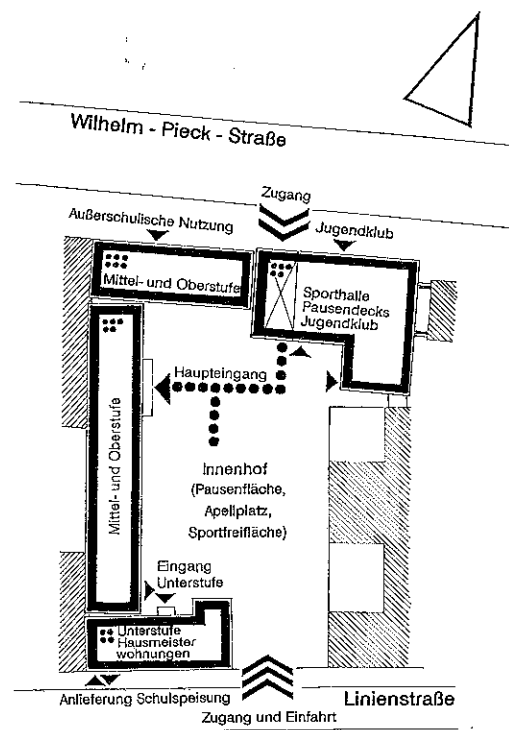 Wilhelm - Pieck - Straße
Zugang
Außerschulische Nutzung
Jugendklub
Mittel- und Oberstufe
Sporthalle
Pausendecks
Jugendklub
Haupteingang
Mittel- und Oberstufe
Innenhof
(Pausenfläche,
Apellplatz,
Sportfreifläche)
Eingang
Unterstufe
Unterstufe
Hausmeister
wohnungen
Anlieferung Schulspeisung
Linienstraße
Zugang und Einfahrt